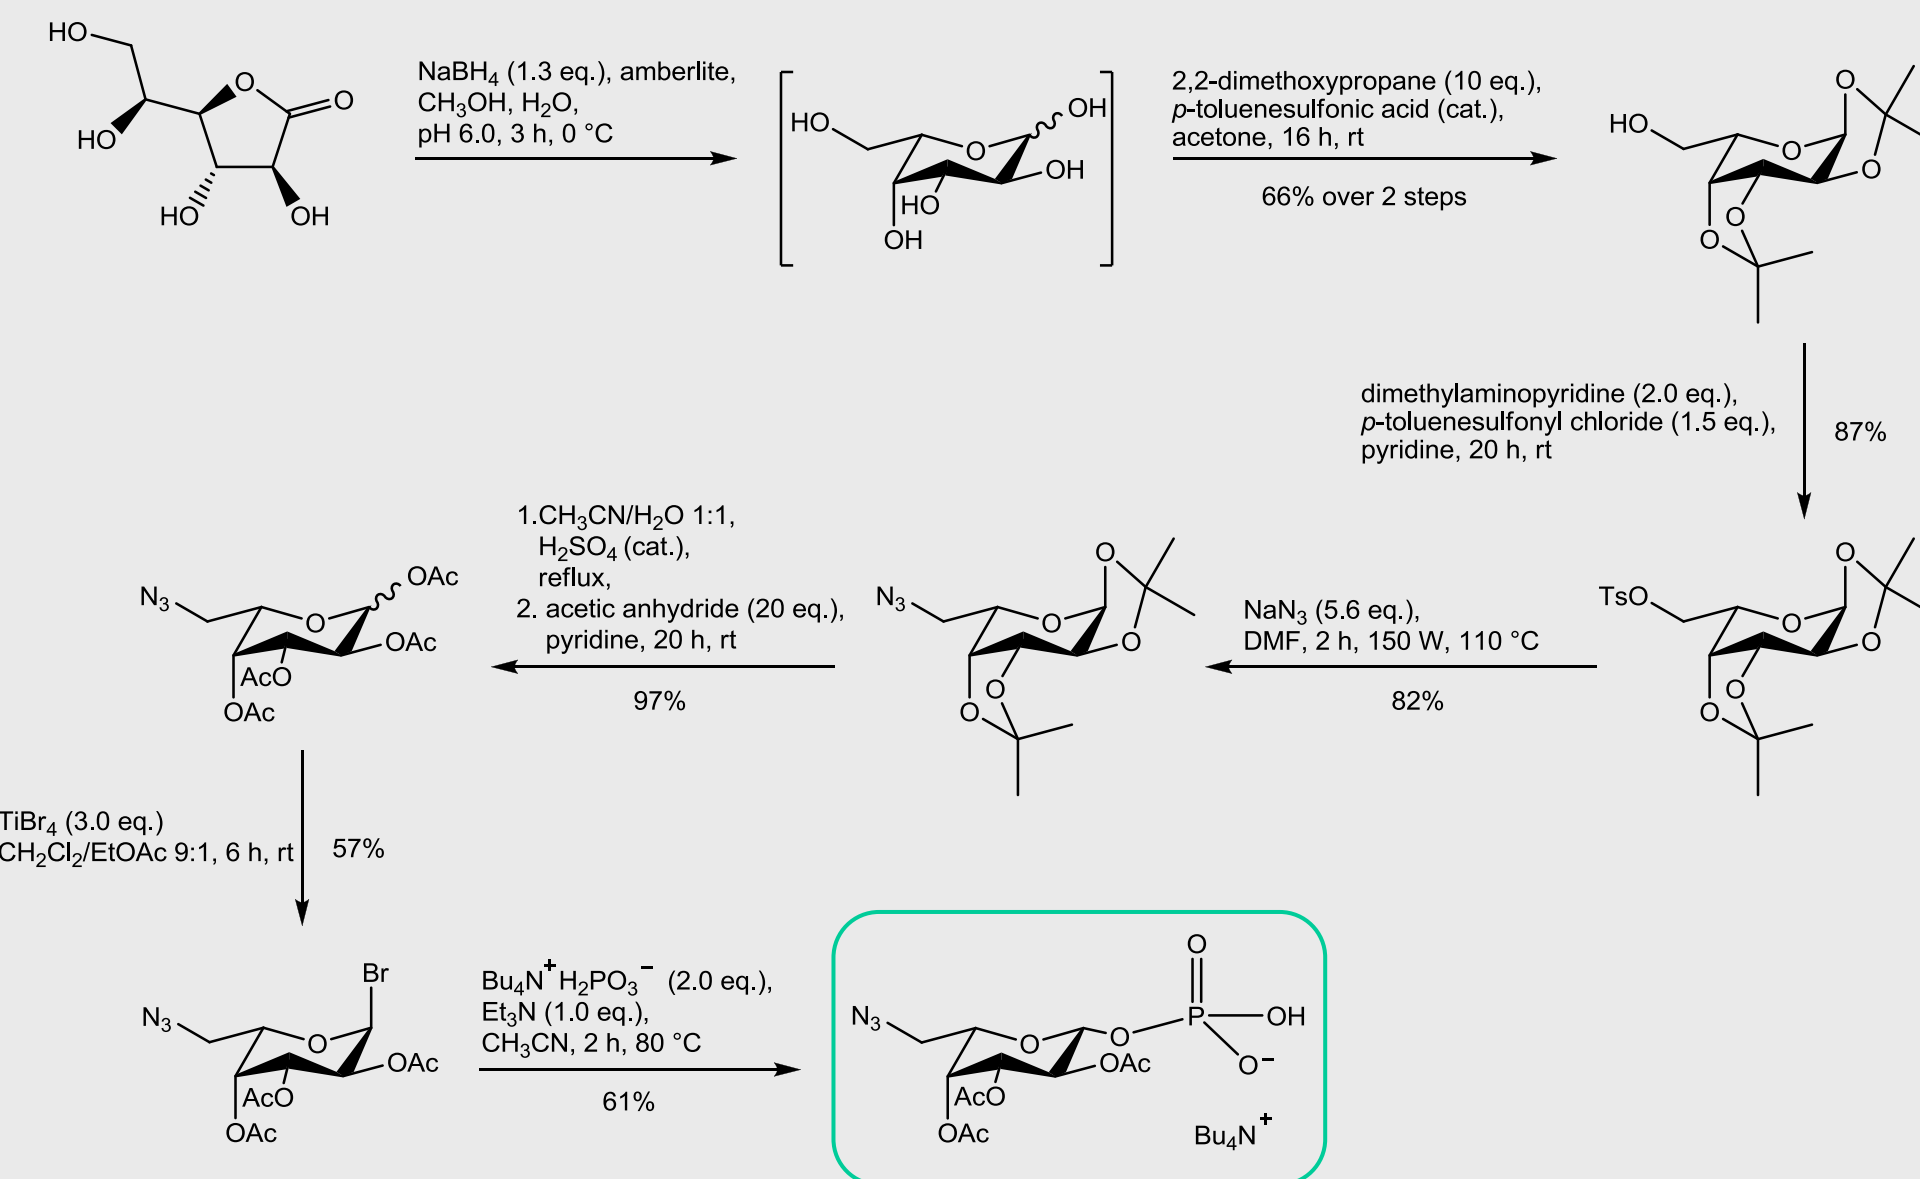 HO
O
O
HO
HO
OH
NaBH₄ (1.3 eq.), amberlite,
CH₃OH, H₂O,
pH 6.0, 3 h, 0 °C
HO
O
OH
OH
HO
OH
2,2-dimethoxypropane (10 eq.),
p-toluenesulfonic acid (cat.),
acetone, 16 h, rt
66% over 2 steps
HO
O
O
O
O
O
dimethylaminopyridine (2.0 eq.),
p-toluenesulfonyl chloride (1.5 eq.),
pyridine, 20 h, rt
87%
TsO
O
O
O
O
O
NaN₃ (5.6 eq.),
DMF, 2 h, 150 W, 110 °C
82%
N₃
O
O
O
O
O
1.CH₃CN/H₂O 1:1,
H₂SO₄ (cat.),
reflux,
2. acetic anhydride (20 eq.),
pyridine, 20 h, rt
97%
N₃
O
OAc
OAc
AcO
OAc
TiBr₄ (3.0 eq.)
CH₂Cl₂/EtOAc 9:1, 6 h, rt
57%
Br
N₃
O
OAc
AcO
OAc
Bu₄N⁺H₂PO₃⁻ (2.0 eq.),
Et₃N (1.0 eq.),
CH₃CN, 2 h, 80 °C
61%
O
N₃
O
O
P
OH
O⁻
OAc
AcO
OAc
Bu₄N⁺